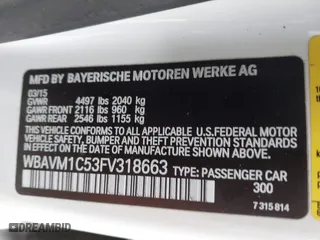 MFD BY BAYERISCHE MOTOREN WERKE AG
03/15
GVWR 4497 lbs 2040 kg
GAWR FRONT 2116 lbs 960 kg
GAWR REAR 2546 lbs 1155 kg
THIS VEHICLE CONFORMS TO ALL APPLICABLE
U.S.FEDERAL MOTOR VEHICLE
SAFETY, BUMPER AND THEFT PREVENTION
STANDARDS IN EFFECT ON THE DATE OF
MANUFACTURE SHOWN ABOVE.
WBAVM1C53FV318663 TYPE: PASSENGER CAR
300
7 315 814